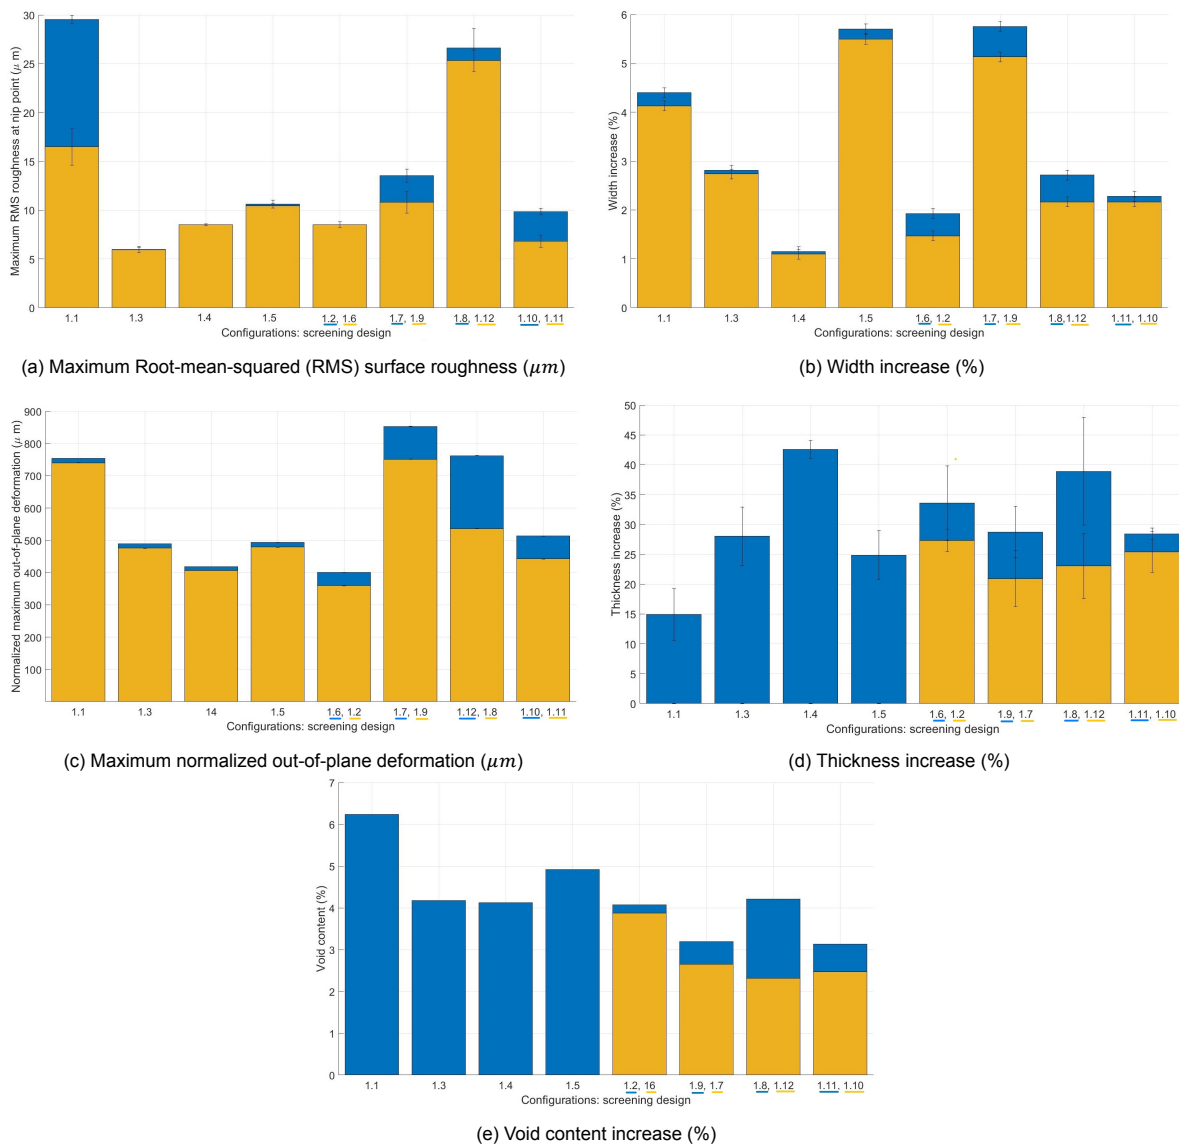 Maximum RMS roughness at nip point (μ m)
30
25
20
15
10
5
0
1.1 1.3 1.4 1.5 1.2, 1.6 1.7, 1.9 1.8, 1.12 1.10, 1.11
Configurations: screening design
(a) Maximum Root-mean-squared (RMS) surface roughness (μm)
Width increase (%)
6
5
4
3
2
1
0
1.1 1.3 1.4 1.5 1.6, 1.2 1.7, 1.9 1.8, 1.12 1.11, 1.10
Configurations: screening design
(b) Width increase (%)
Normalized maximum out-of-plane deformation (μ m)
900
800
700
600
500
400
300
200
100
1.1 1.3 14 1.5 1.6, 1.2 1.7, 1.9 1.12, 1.8 1.10, 1.11
Configurations: screening design
(c) Maximum normalized out-of-plane deformation (μm)
Thickness increase (%)
50
45
40
35
30
25
20
15
10
5
0
1.1 1.3 1.4 1.5 1.6, 1.2 1.9, 1.7 1.8, 1.12 1.11, 1.10
Configurations: screening design
(d) Thickness increase (%)
Void content (%)
7
6
5
4
3
2
1
0
1.1 1.3 1.4 1.5 1.2, 16 1.9, 1.7 1.8, 1.12 1.11, 1.10
Configurations: screening design
(e) Void content increase (%)